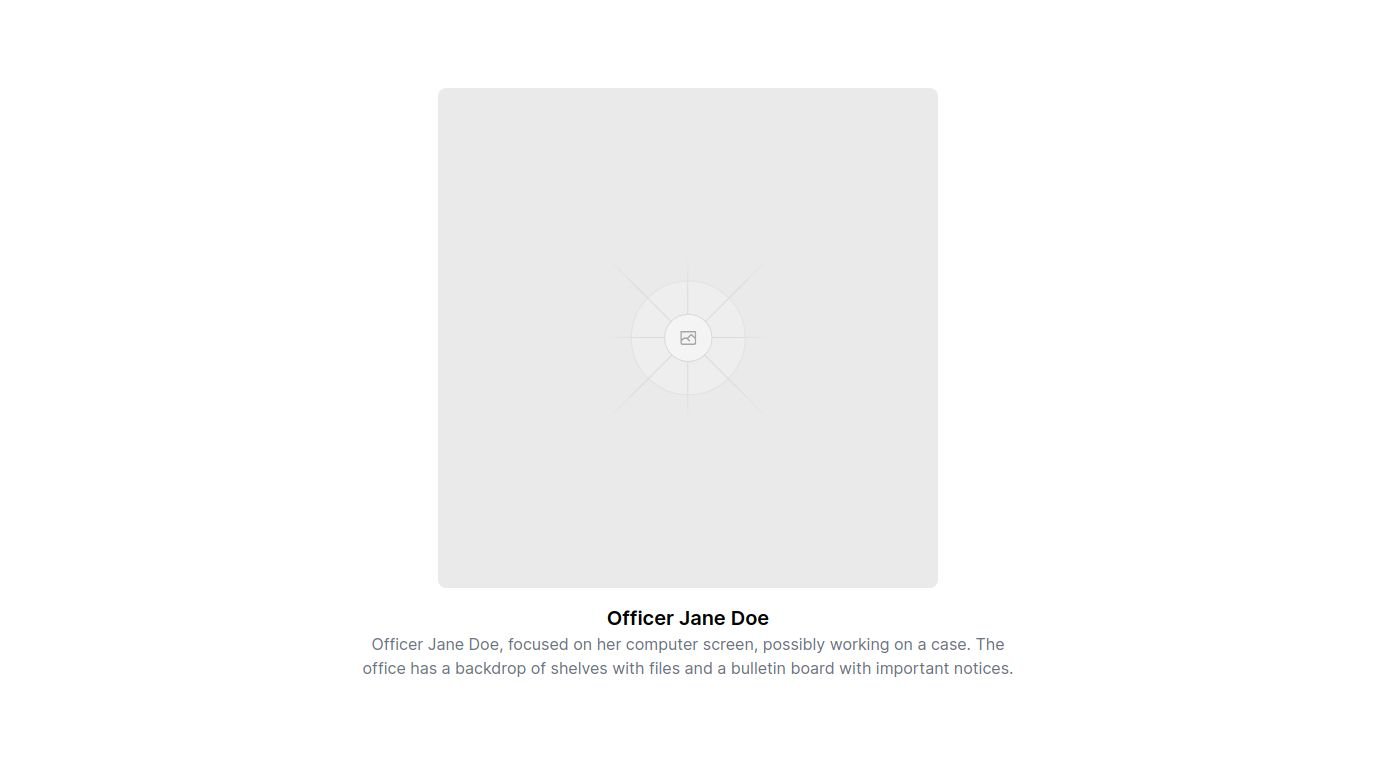 Officer Jane Doe
Officer Jane Doe, focused on her computer screen, possibly working on a case. The
office has a backdrop of shelves with files and a bulletin board with important notices.